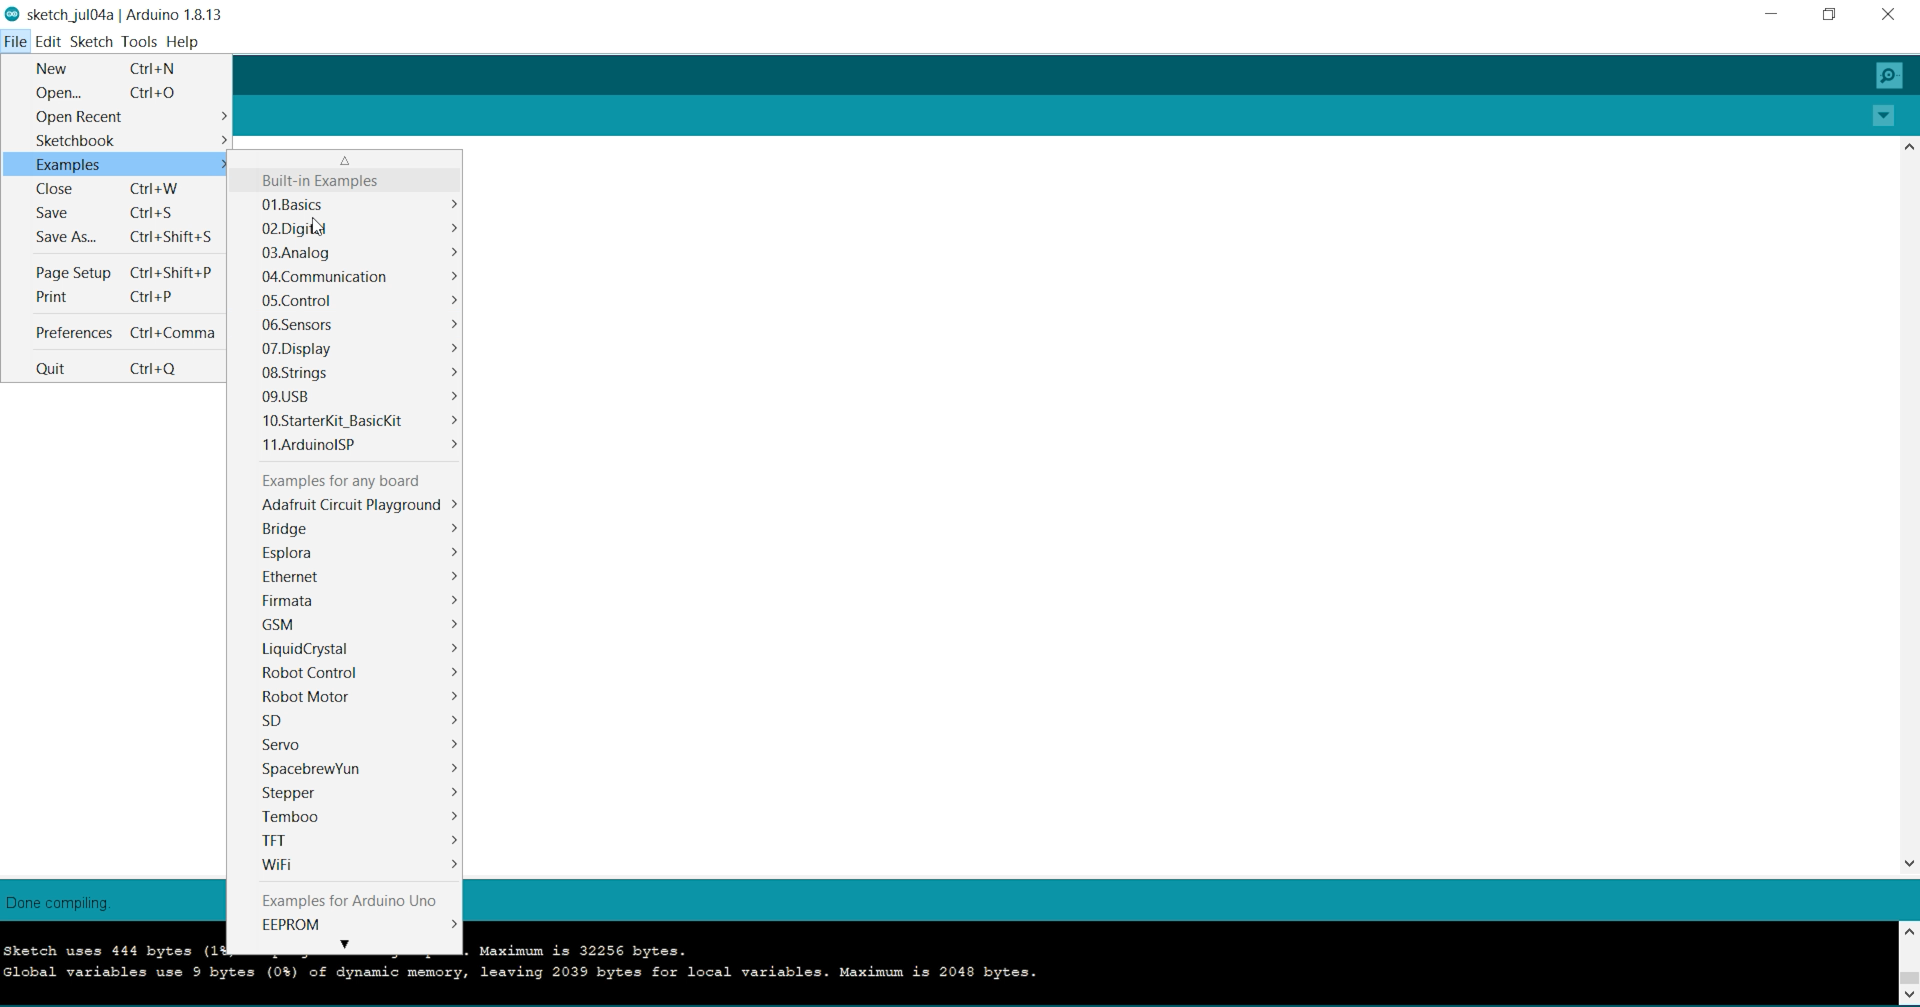 sketch_jul04a | Arduino 1.8.13
File Edit Sketch Tools Help
New Ctrl+N
Open... Ctrl+O
Open Recent
Sketchbook
Examples
Close Ctrl+W
Save Ctrl+S
Save As... Ctrl+Shift+S
Page Setup Ctrl+Shift+P
Print Ctrl+P
Preferences Ctrl+Comma
Quit Ctrl+Q
Built-in Examples
01.Basics
02.Digital
03.Analog
04.Communication
05.Control
06.Sensors
07.Display
08.Strings
09.USB
10.StarterKit_BasicKit
11.ArduinoISP
Examples for any board
Adafruit Circuit Playground
Bridge
Esplora
Ethernet
Firmata
GSM
LiquidCrystal
Robot Control
Robot Motor
SD
Servo
SpacebrewYun
Stepper
Temboo
TFT
WiFi
Examples for Arduino Uno
EEPROM
Done compiling.
Sketch uses 444 bytes (1% . Maximum is 32256 bytes.
Global variables use 9 bytes (0%) of dynamic memory, leaving 2039 bytes for local variables. Maximum is 2048 bytes.